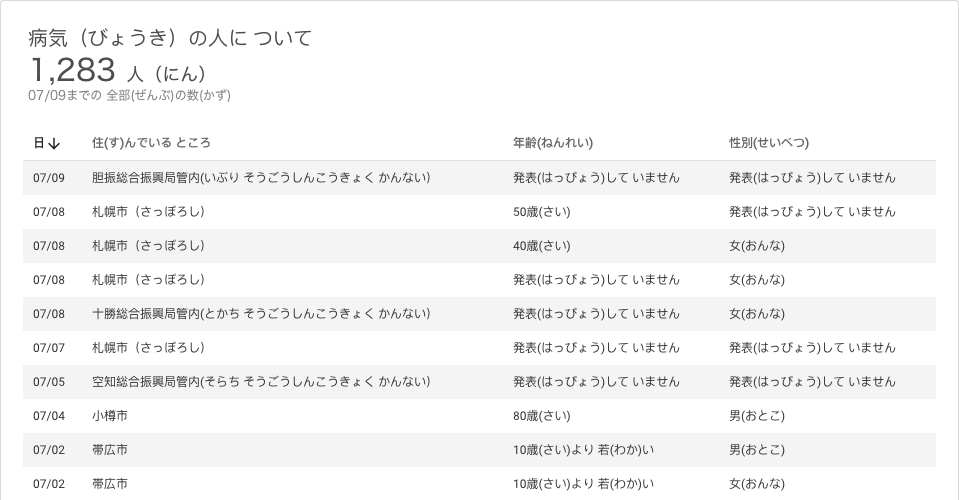 病気（びょうき）の人に ついて
1,283 人（にん）
07/09までの 全部(ぜんぶ)の数(かず)
日↓ 住(す)んでいる ところ 年齢(ねんれい) 性別(せいべつ)
07/09 胆振総合振興局管内(いぶり そうごうしんこうきょく かんない） 発表(はっぴょう)して いません 発表(はっぴょう)して いません
07/08 札幌市（さっぽろし） 50歳(さい) 発表(はっぴょう)して いません
07/08 札幌市（さっぽろし） 40歳(さい) 女(おんな)
07/08 札幌市（さっぽろし） 発表(はっぴょう)して いません 女(おんな)
07/08 十勝総合振興局管内(とかち そうごうしんこうきょく かんない） 発表(はっぴょう)して いません 女(おんな)
07/07 札幌市（さっぽろし） 発表(はっぴょう)して いません 発表(はっぴょう)して いません
07/05 空知総合振興局管内(そらち そうごうしんこうきょく かんない） 発表(はっぴょう)して いません 発表(はっぴょう)して いません
07/04 小樽市 80歳(さい) 男(おとこ)
07/02 帯広市 10歳(さい)より 若(わか)い 男(おとこ)
07/02 帯広市 10歳(さい)より 若(わか)い 女(おんな)